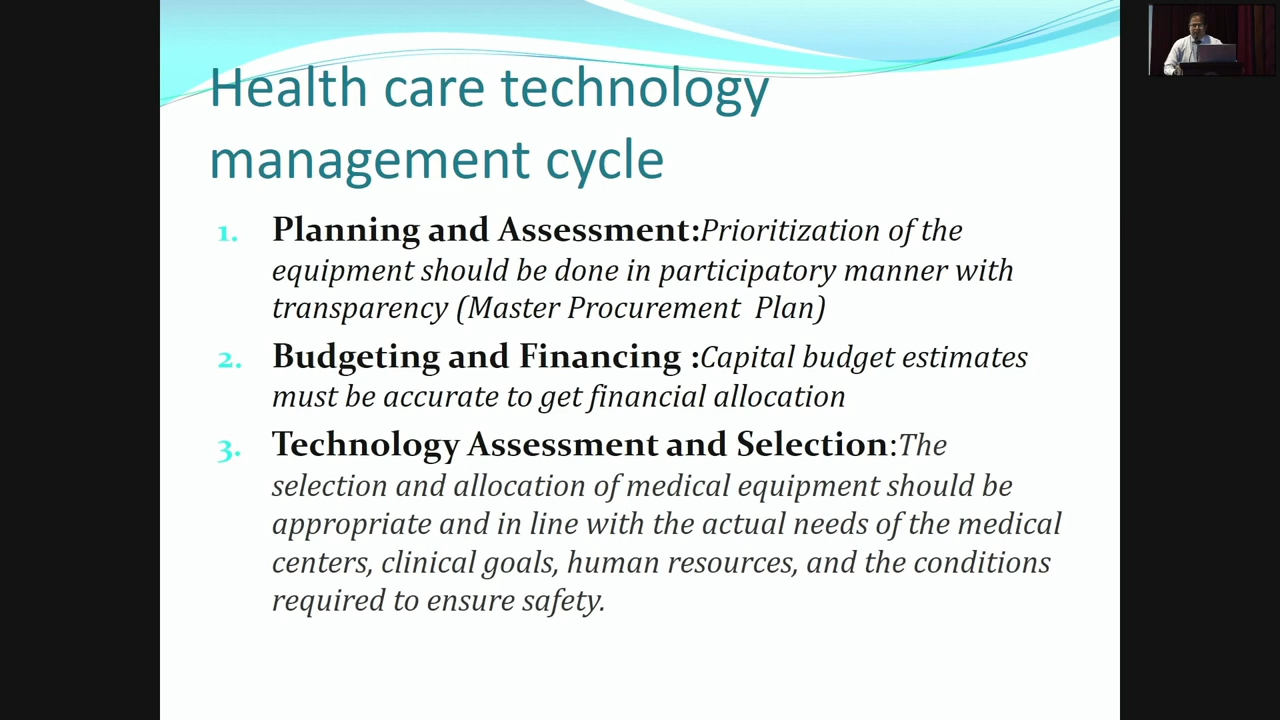 Health care technology
management cycle
1. Planning and Assessment:Prioritization of the
equipment should be done in participatory manner with
transparency (Master Procurement Plan)
2. Budgeting and Financing :Capital budget estimates
must be accurate to get financial allocation
3. Technology Assessment and Selection:The
selection and allocation of medical equipment should be
appropriate and in line with the actual needs of the medical
centers, clinical goals, human resources, and the conditions
required to ensure safety.